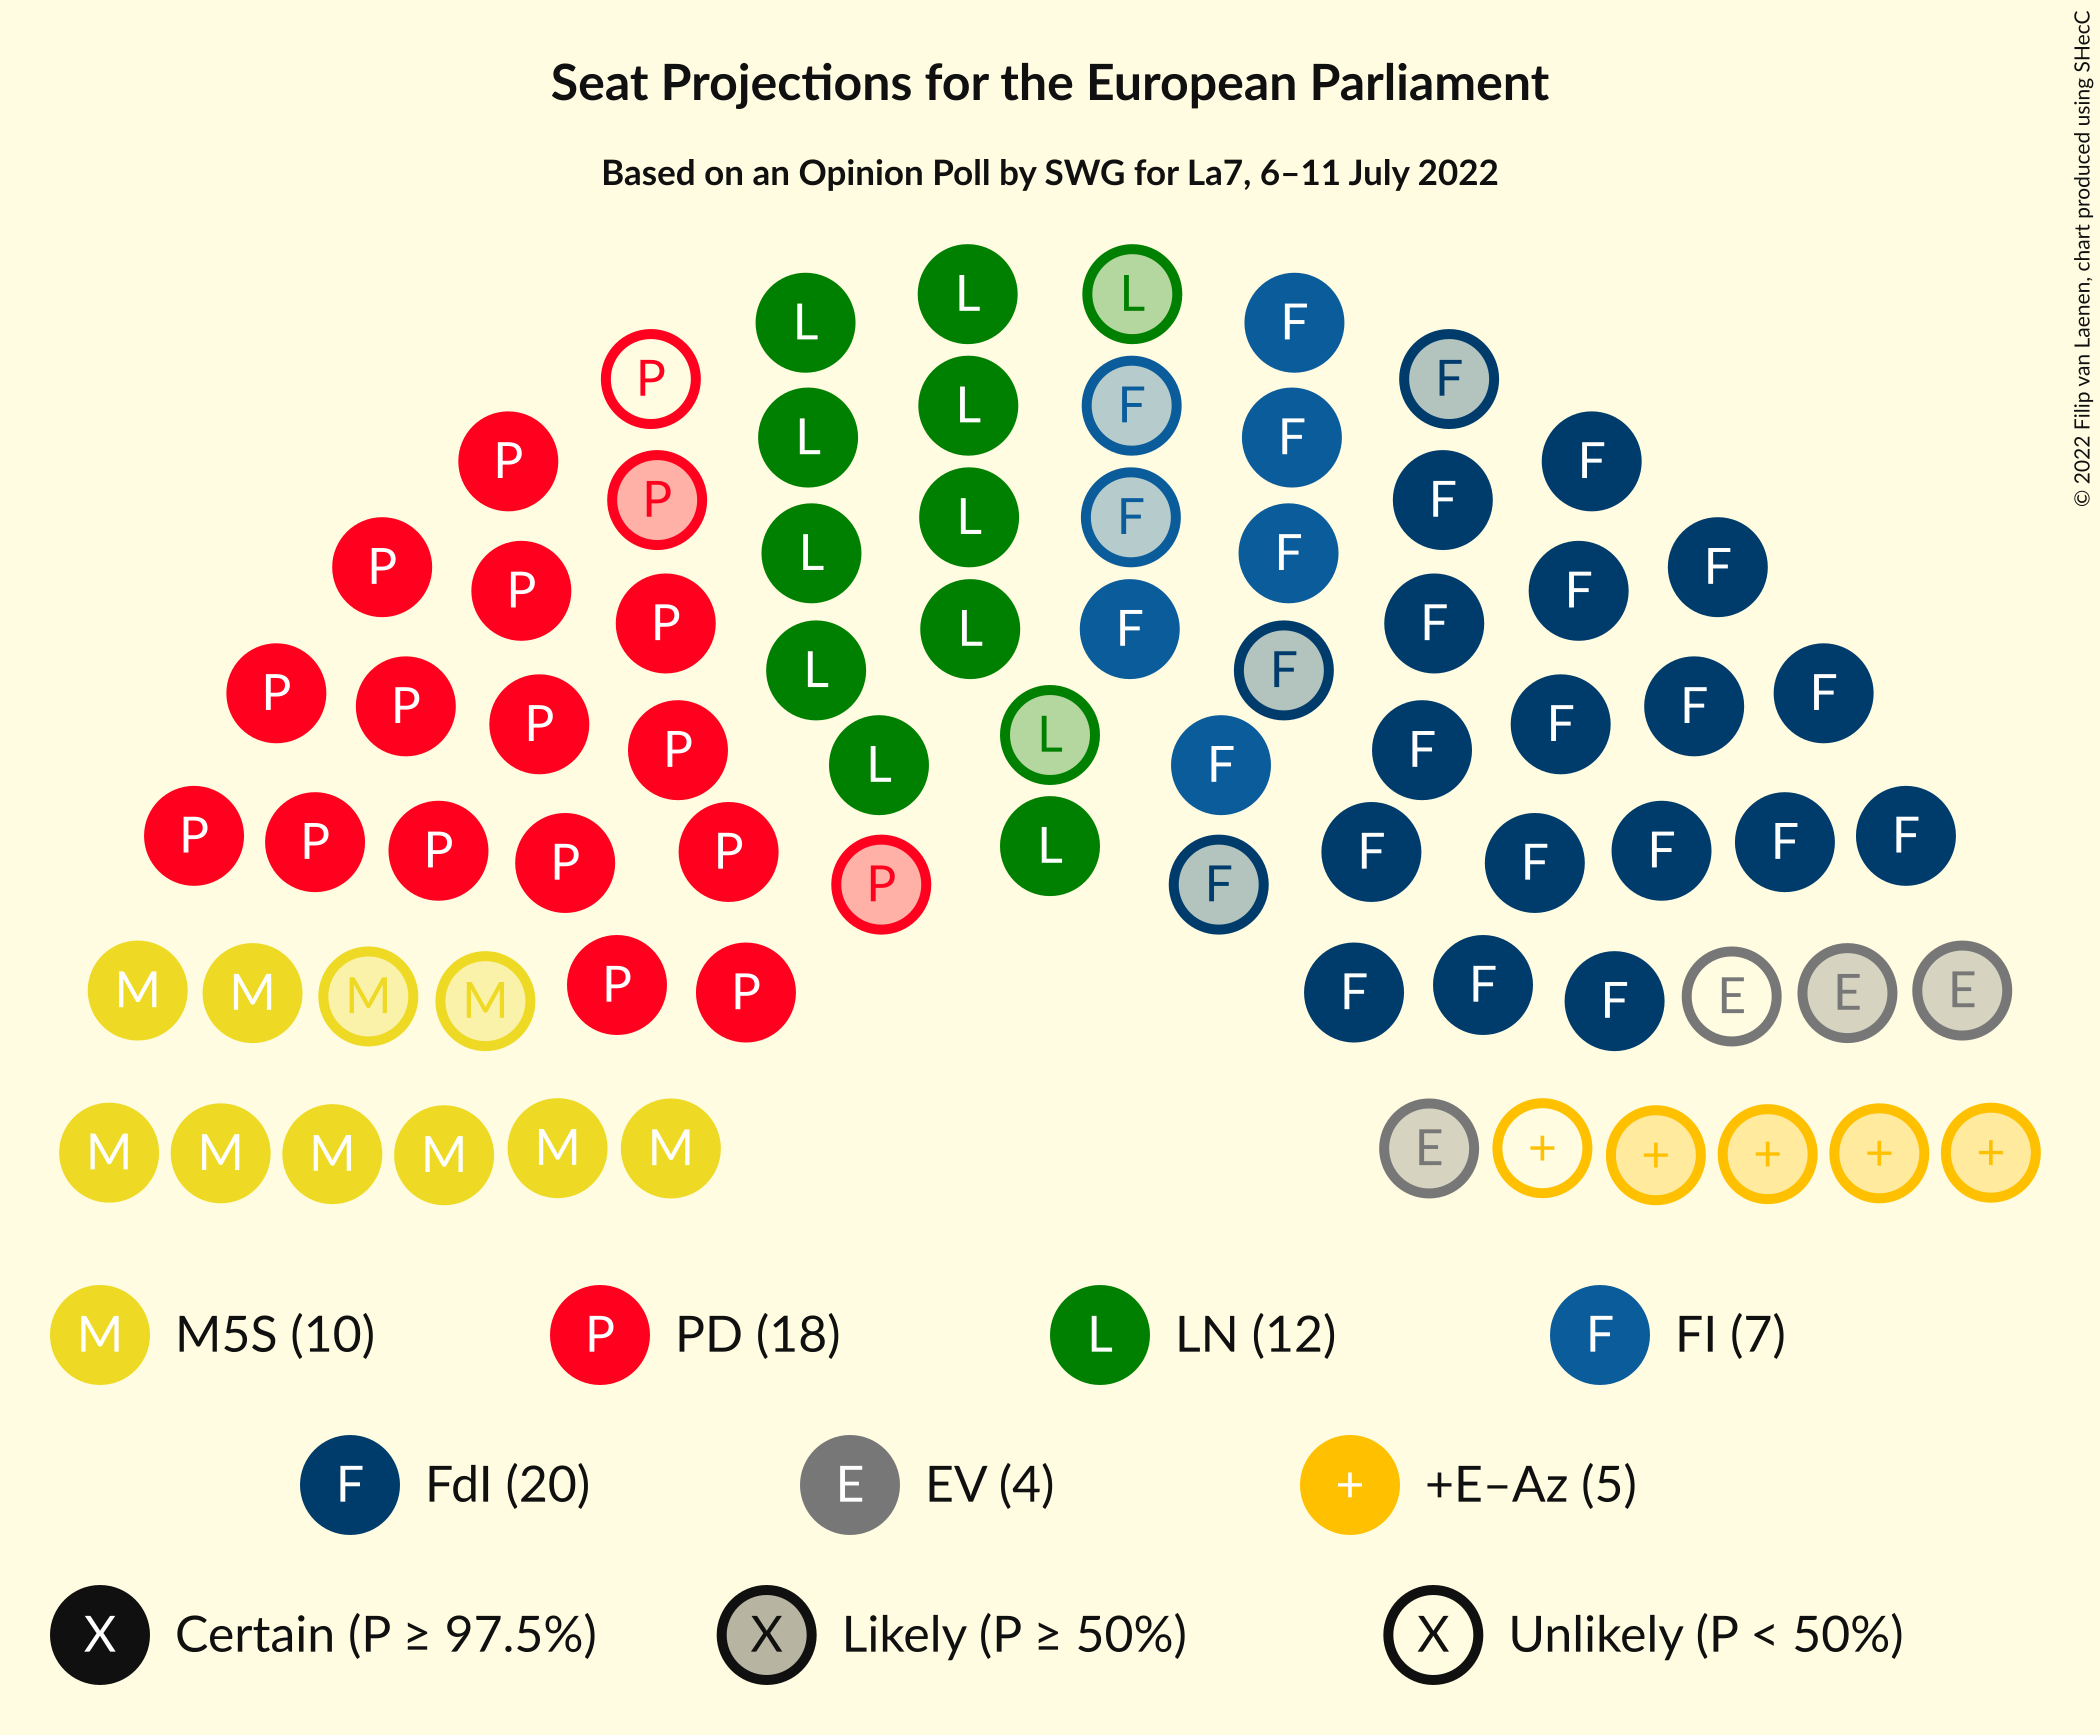 Seat Projections for the European Parliament
Based on an Opinion Poll by SWG for La7, 6–11 July 2022
© 2022 Filip van Laenen, chart produced using SHecC
L L
L F
P F
L L F F
P F
P L F F
P F
L L F F
P P F F
P P F F
L F
P P P F F F
L
P P F F
L F
P P P P P L F F F F F
P F
M M M M P P F F F E E E
M M M M M M E + + + + +
M M5S (10) P PD (18) L LN (12) F FI (7)
F FdI (20) E EV (4) + +E–Az (5)
X Certain (P ≥ 97.5%) X Likely (P ≥ 50%) X Unlikely (P < 50%)